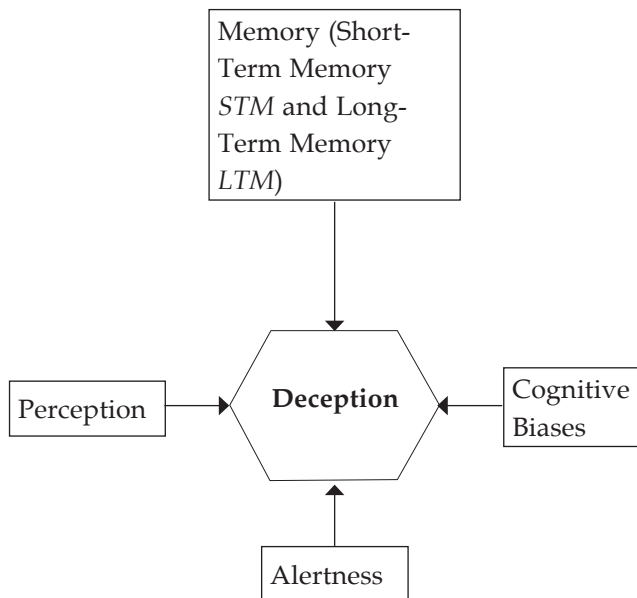 Memory (Short-
Term Memory
STM and Long-
Term Memory
LTM)
Perception
Deception
Cognitive
Biases
Alertness